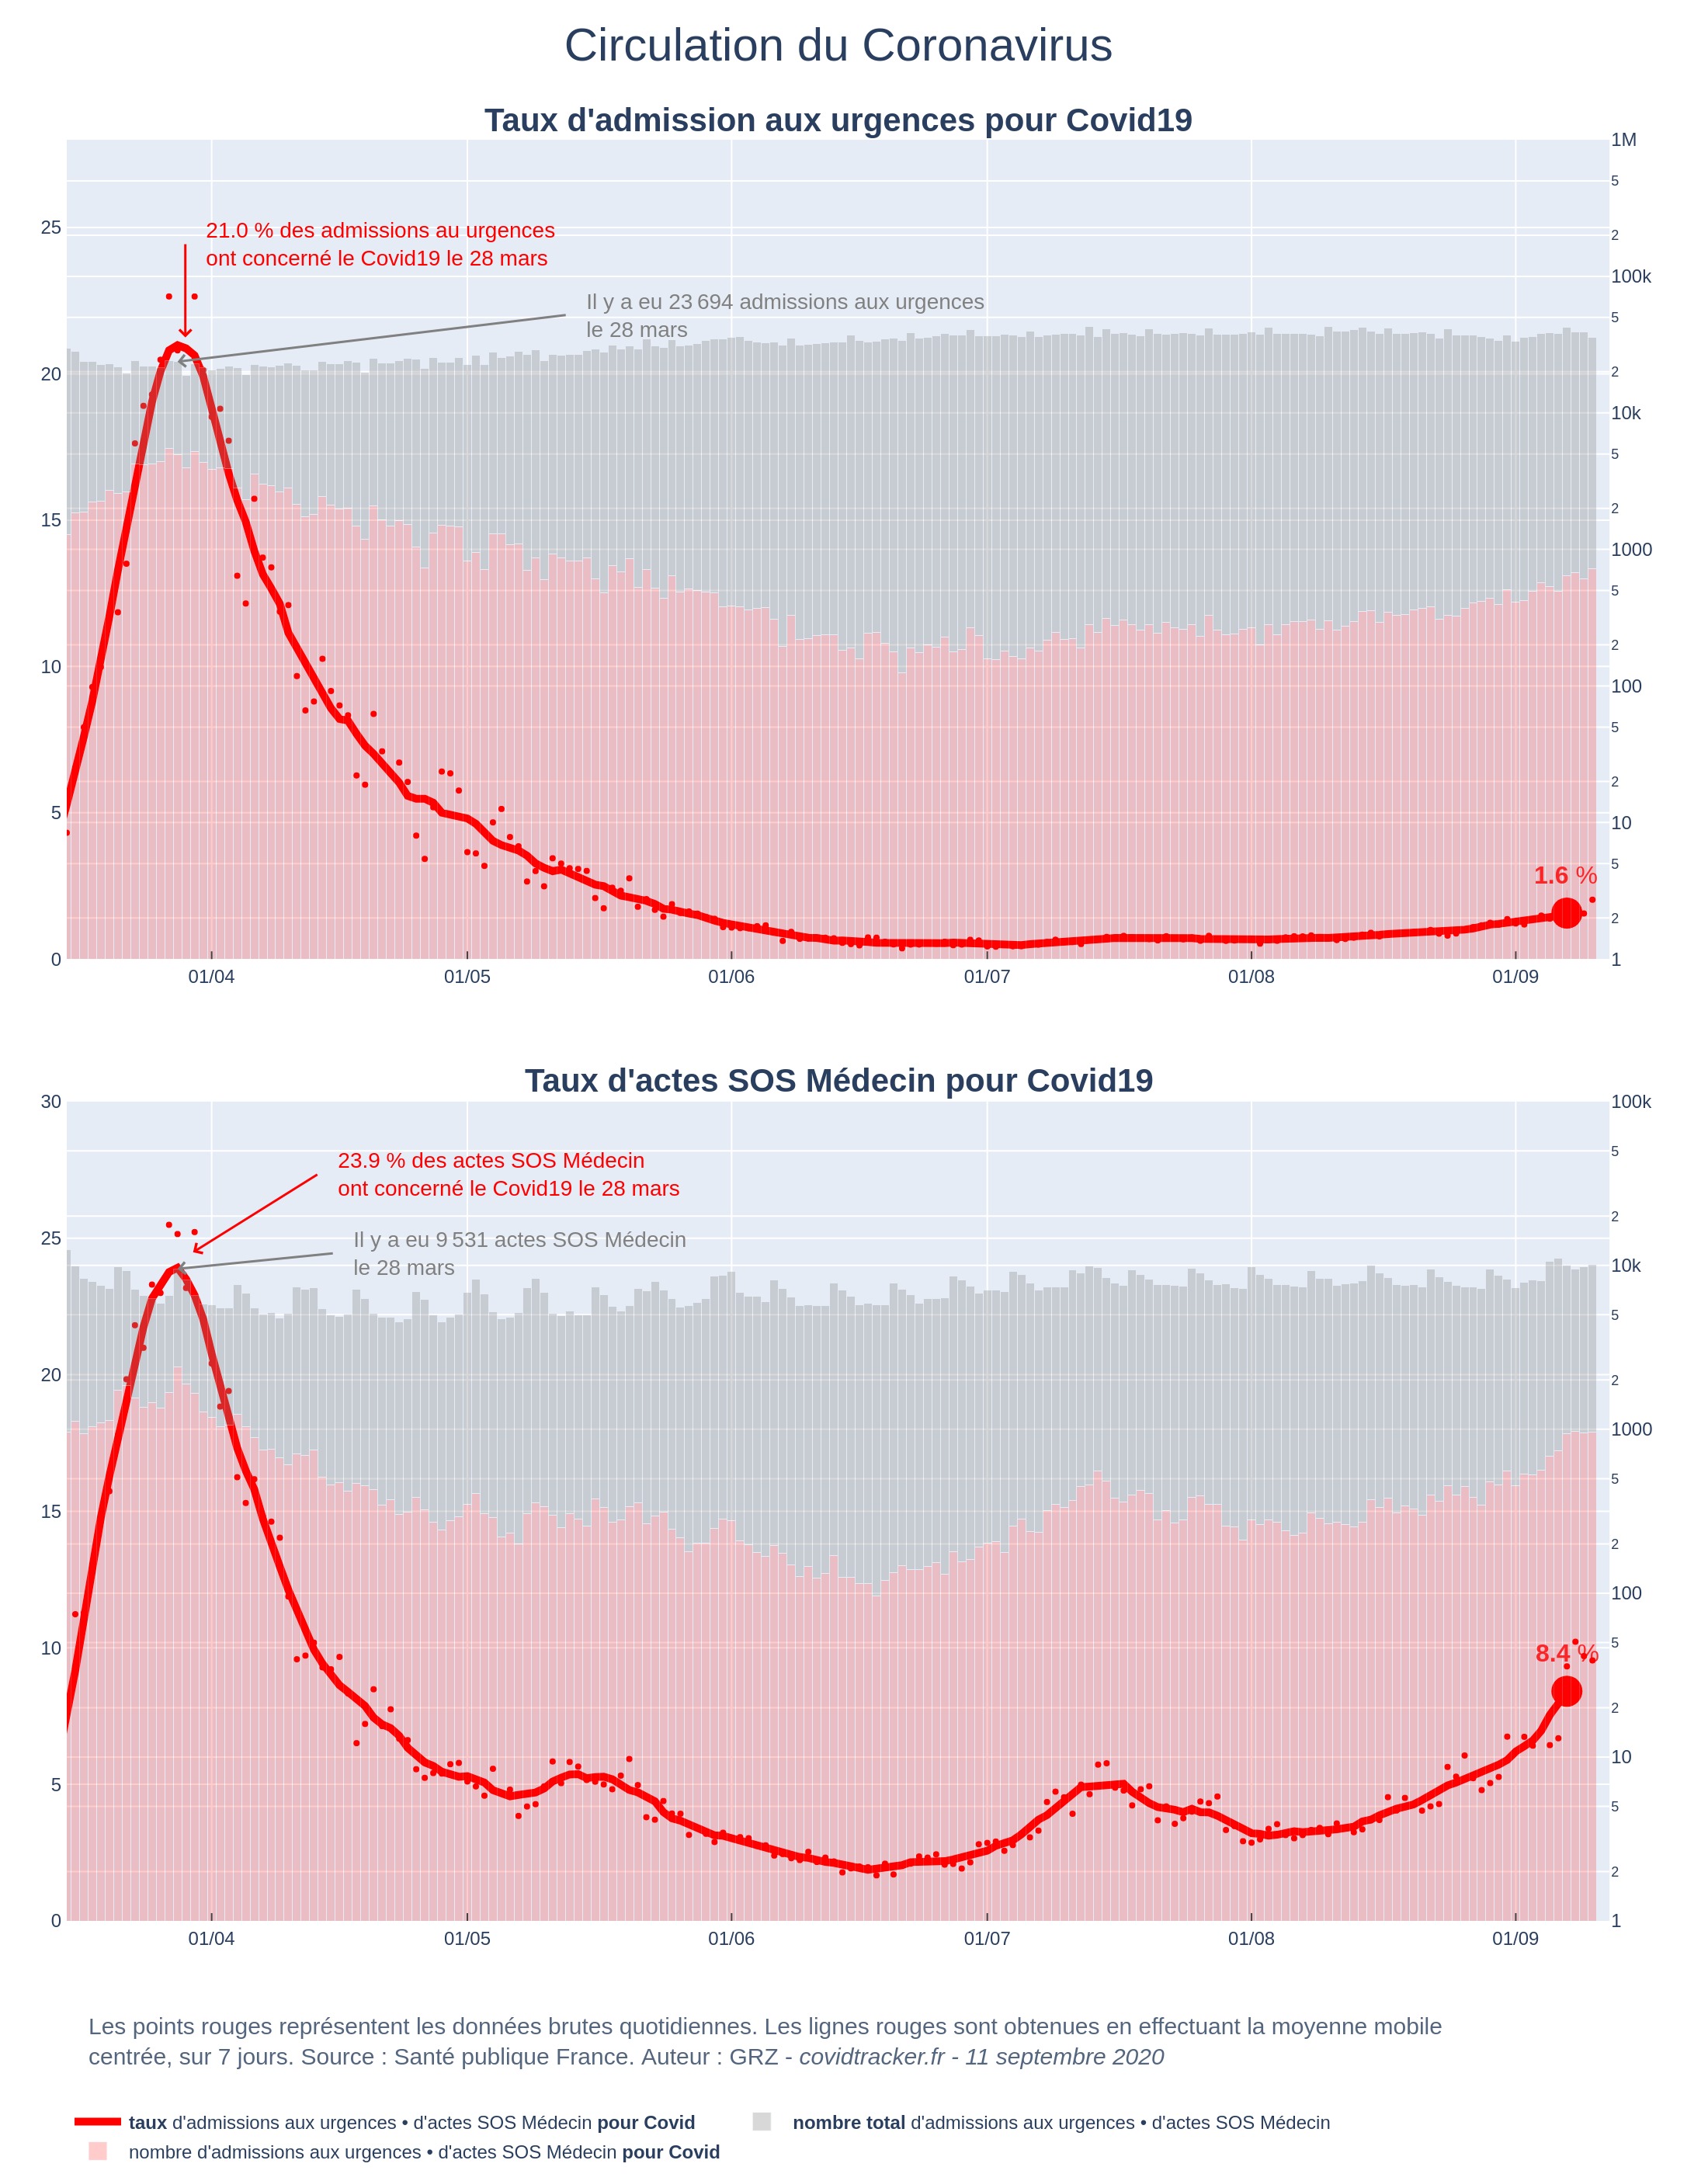 Circulation du Coronavirus
Taux d'admission aux urgences pour Covid19
1M
5
25
21.0 % des admissions au urgences
ont concerné le Covid19 le 28 mars
2
100k
Il y a eu 23 694 admissions aux urgences
le 28 mars
5
20
2
10k
5
15
2
1000
5
10
2
100
5
2
5
10
1.6 %
5
2
0
1
01/04
01/05
01/06
01/07
01/08
01/09
Taux d'actes SOS Médecin pour Covid19
30
100k
23.9 % des actes SOS Médecin
ont concerné le Covid19 le 28 mars
5
2
25
Il y a eu 9 531 actes SOS Médecin
le 28 mars
10k
5
20
2
1000
5
15
2
100
10
8.4 %
5
2
5
10
5
2
0
1
01/04
01/05
01/06
01/07
01/08
01/09
Les points rouges représentent les données brutes quotidiennes. Les lignes rouges sont obtenues en effectuant la moyenne mobile
centrée, sur 7 jours. Source : Santé publique France. Auteur : GRZ - covidtracker.fr - 11 septembre 2020
taux d'admissions aux urgences • d'actes SOS Médecin pour Covid
nombre total d'admissions aux urgences • d'actes SOS Médecin
nombre d'admissions aux urgences • d'actes SOS Médecin pour Covid